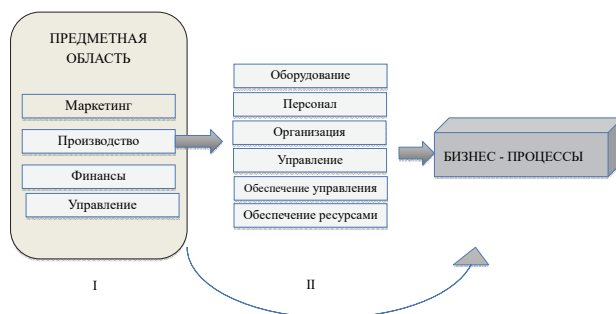 ПРЕДМЕТНАЯ
ОБЛАСТЬ
Маркетинг
Производство
Финансы
Управление
Оборудование
Персонал
Организация
Управление
Обеспечение управления
Обеспечение ресурсами
БИЗНЕС - ПРОЦЕССЫ
I
II